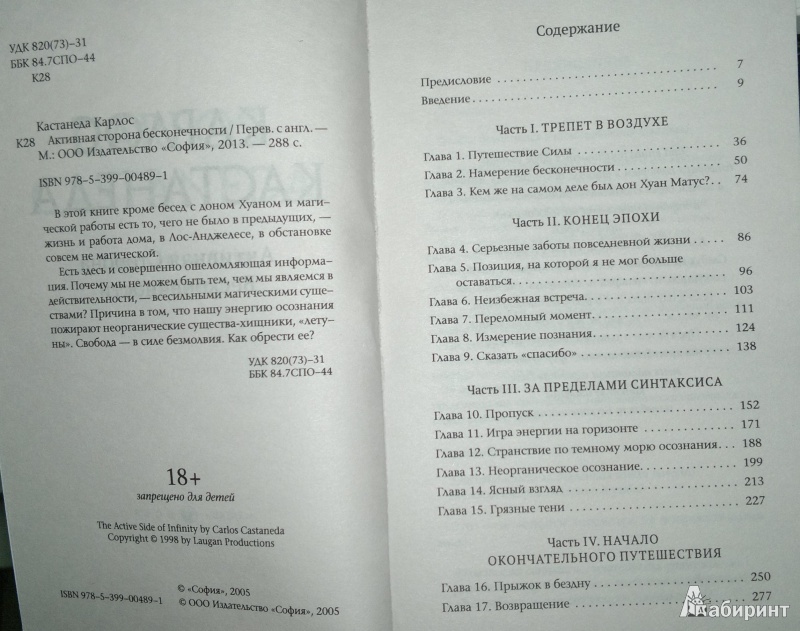 УДК 820(73)–31
ББК 84.7СПО–44
К28
Кастанеда Карлос
К28 Активная сторона бесконечности / Перев. с англ. —
М.: ООО Издательство «София», 2013. — 288 с.
ISBN 978–5–399–00489–1
В этой книге кроме бесед с доном Хуаном и маги-
ческой работы есть то, чего не было в предыдущих, —
жизнь и работа дома, в Лос-Анджелесе, в обстановке
совсем не магической.
Есть здесь и совершенно ошеломляющая информа-
ция. Почему мы не можем быть тем, чем мы являемся в
действительности, — всесильными магическими суще-
ствами? Причина в том, что нашу энергию осознания
пожирают неорганические существа-хищники, «лету-
ны». Свобода — в силе безмолвия. Как обрести ее?
УДК 820(73)–31
ББК 84.7СПО–44
18+
запрещено для детей
The Active Side of Infinity by Carlos Castaneda
Copyright © 1998 by Laugan Productions
© «София», 2005
ISBN 978–5–399–00489–1 © ООО Издательство «София», 2005
Содержание
Предисловие 7
Введение 9
Часть I. ТРЕПЕТ В ВОЗДУХЕ
Глава 1. Путешествие Силы 36
Глава 2. Намерение бесконечности 50
Глава 3. Кем же на самом деле был дон Хуан Матус? 74
Часть II. КОНЕЦ ЭПОХИ
Глава 4. Серьезные заботы повседневной жизни 86
Глава 5. Позиция, на которой я не мог больше
оставаться. 96
Глава 6. Неизбежная встреча. 103
Глава 7. Переломный момент. 111
Глава 8. Измерение познания. 124
Глава 9. Сказать «спасибо» 138
Часть III. ЗА ПРЕДЕЛАМИ СИНТАКСИСА
Глава 10. Пропуск 152
Глава 11. Игра энергии на горизонте 171
Глава 12. Странствие по темному морю осознания. 188
Глава 13. Неорганическое осознание. 199
Глава 14. Ясный взгляд 213
Глава 15. Грязные тени 227
Часть IV. НАЧАЛО
ОКОНЧАТЕЛЬНОГО ПУТЕШЕСТВИЯ
Глава 16. Прыжок в бездну 250
Глава 17. Возвращение 277
Лабиринт